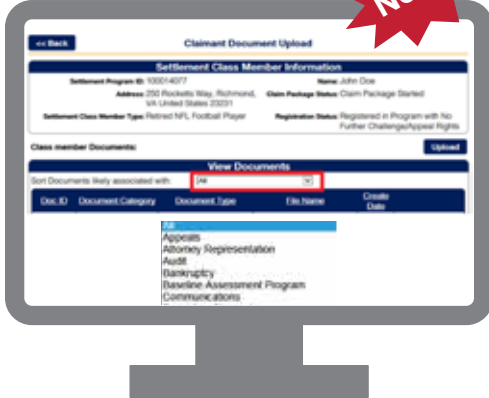 << Back Claimant Document Upload
Settlement Class Member Information
Settlement Program ID: 100014077 Name: John Doe
Address: 250 Rocketts Way, Richmond, VA United States 23231 Claim Package Status: Claim Package Started
Settlement Class Member Type: Retired NFL Football Player Registration Status: Registered in Program with No Further Challenge/Appeal Rights
Class member Documents: Upload
View Documents
Sort Documents likely associated with: All
Doc ID Document Category Document Type File Name Create Date
All
Appeals
Attorney Representation
Audit
Bankruptcy
Baseline Assessment Program
Communications